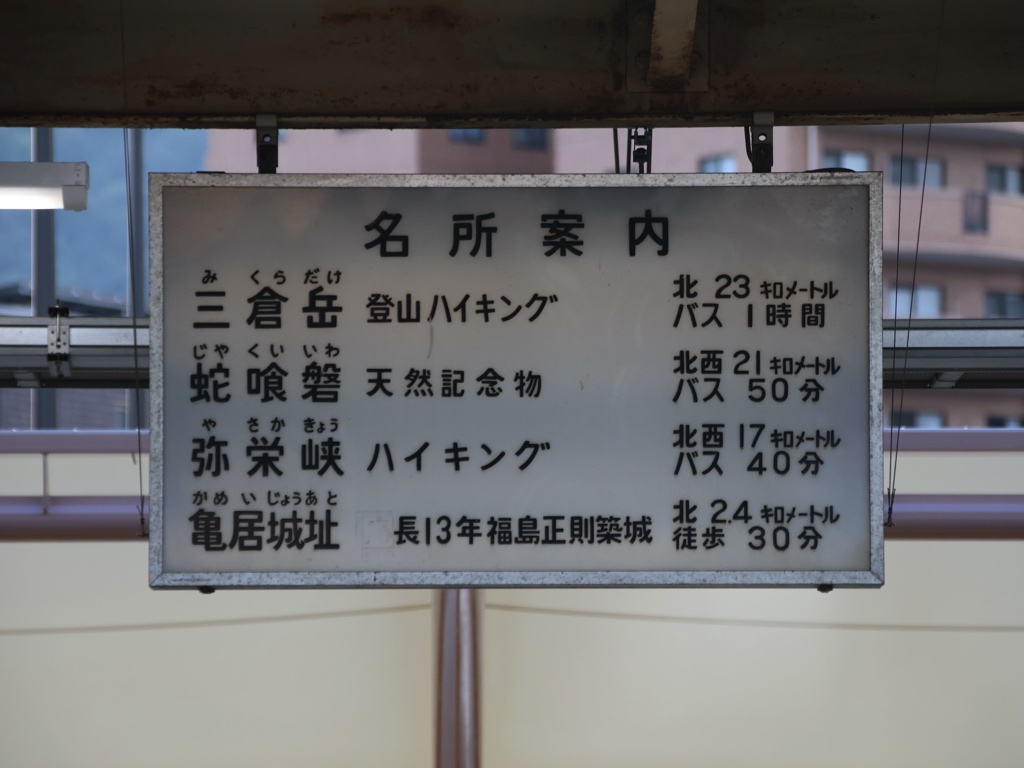 名所案内
みくらだけ
三倉岳 登山ハイキング 北 23キロメートル
バス 1時間
じゃくいいわ
蛇喰磐 天然記念物 北西 21キロメートル
バス 50分
やさかきょう
弥栄峡 ハイキング 北西 17キロメートル
バス 40分
かめいじょうあと
亀居城址 長13年福島正則築城 北 2.4キロメートル
徒歩 30分